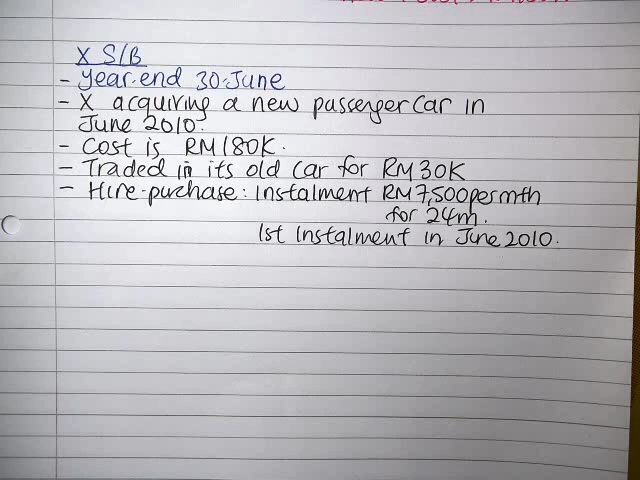 X S/B
- Year-end 30-June
- X acquiring a new passenger car in
June 2010.
- Cost is RM180K.
- Traded in its old car for RM30K
- Hire-purchase: Instalment RM7,500 per mth
for 24m.
1st Instalment in June 2010.